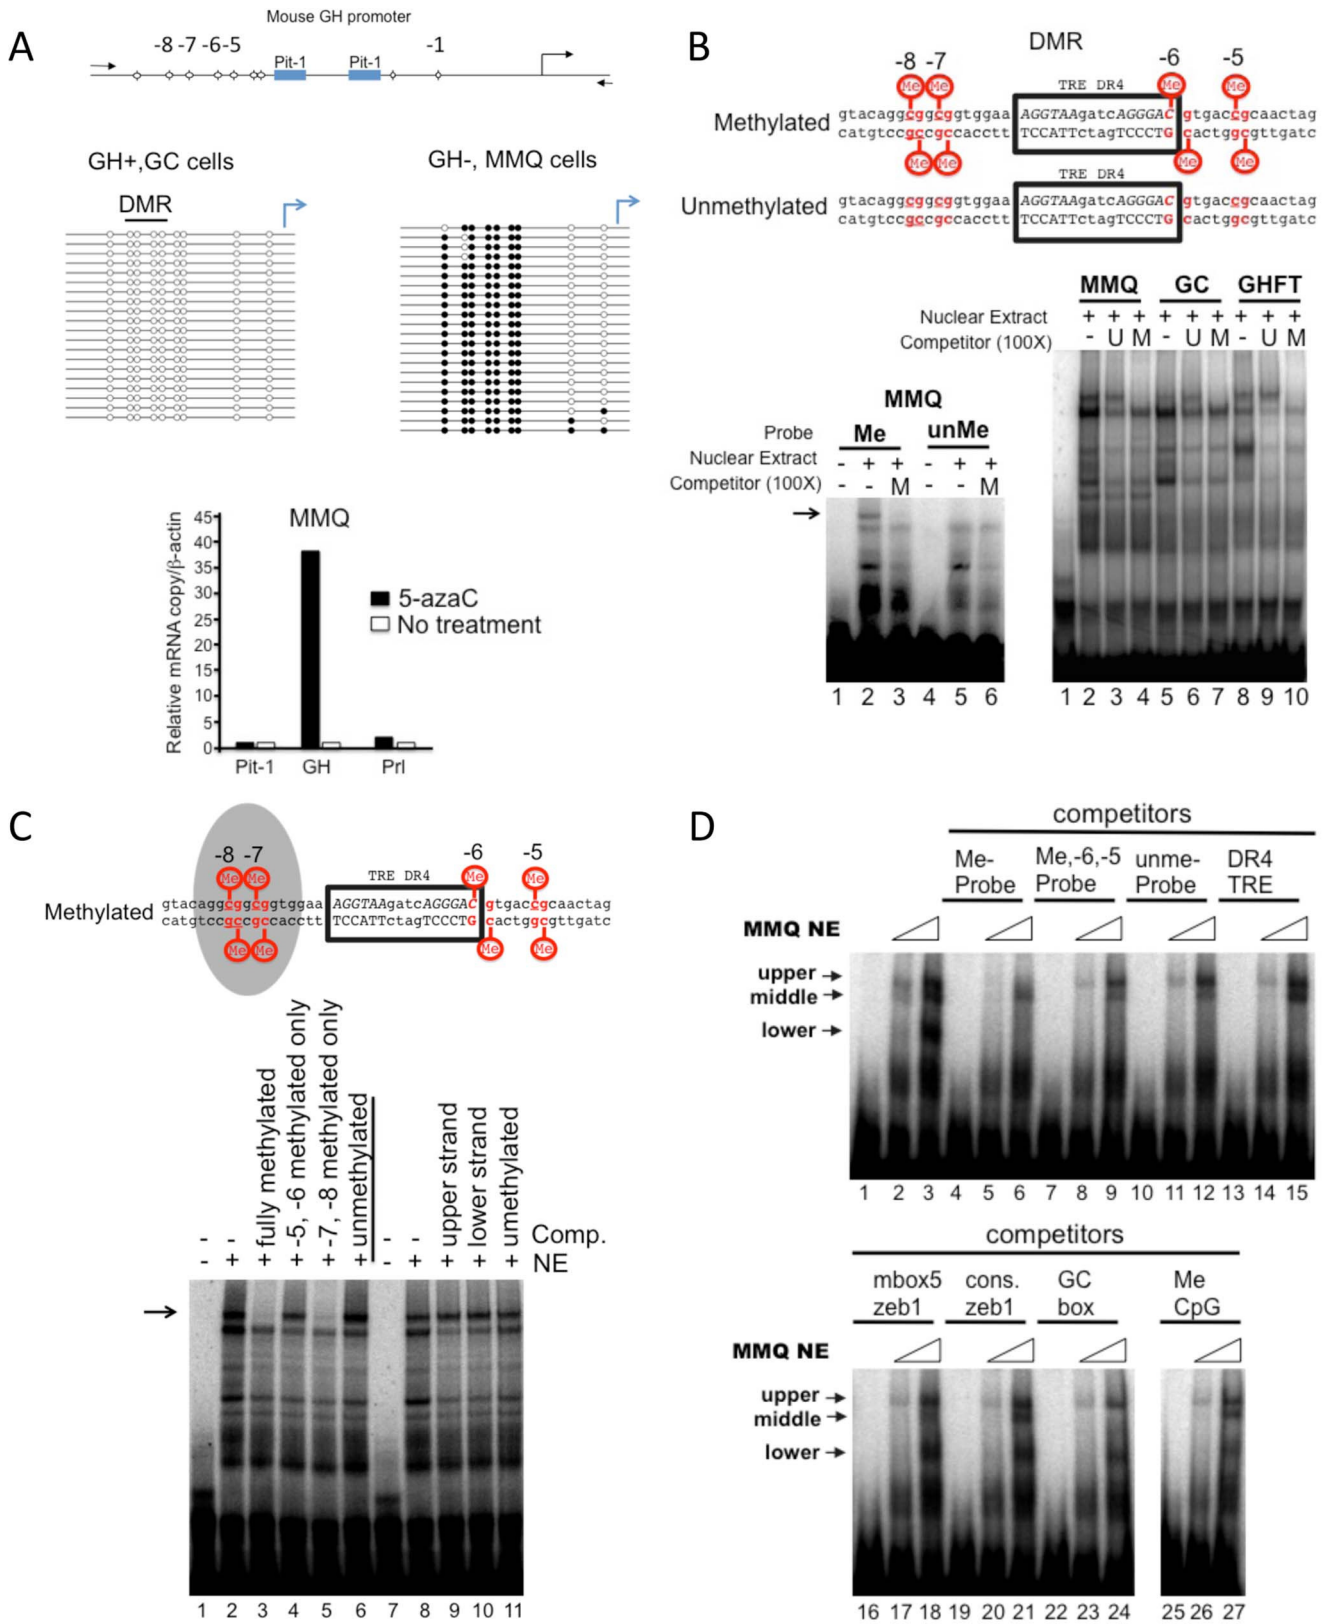 A
Mouse GH promoter
-8 -7 -6 -5 -1
Pit-1 Pit-1
GH+,GC cells
GH-, MMQ cells
DMR
MMQ
Relative mRNA copy/β-actin
45
40
35
30
25
20
15
10
5
0
5-azaC
No treatment
Pit-1 GH Prl
B
DMR
-8 -7 -6 -5
Me Me TRE DR4 Me Me
Methylated
gtacaggcggcggtggaa AGGTAAgatcAGGGAC gtgaccgcaactag
catgtccgccgccacctt TCCATTctagTCCCTG cactggcgttgatc
Me Me Me Me
TRE DR4
Unmethylated
gtacaggcggcggtggaa AGGTAAgatcAGGGAC gtgaccgcaactag
catgtccgccgccacctt TCCATTctagTCCCTG cactggcgttgatc
MMQ
Probe Me unMe
Nuclear Extract - + + - + +
Competitor (100X) - - M - - M
1 2 3 4 5 6
MMQ GC GHFT
Nuclear Extract + + + + + + + + +
Competitor (100X) - U M - U M - U M
1 2 3 4 5 6 7 8 9 10
C
-8 -7 -6 -5
Me Me TRE DR4 Me Me
Methylated
gtacaggcggcggtggaa AGGTAAgatcAGGGAC gtgaccgcaactag
catgtccgccgccacctt TCCATTctagTCCCTG cactggcgttgatc
Me Me Me Me
fully methylated
-5, -6 methylated only
-7, -8 methylated only
unmethylated
upper strand
lower strand
umethylated
- - - - Comp.
- + + + + + - + + + + NE
1 2 3 4 5 6 7 8 9 10 11
D
competitors
Me- Me,-6,-5 unme- DR4
Probe Probe Probe TRE
MMQ NE
upper
middle
lower
1 2 3 4 5 6 7 8 9 10 11 12 13 14 15
competitors
mbox5 cons. GC Me
zeb1 zeb1 box CpG
MMQ NE
upper
middle
lower
16 17 18 19 20 21 22 23 24 25 26 27